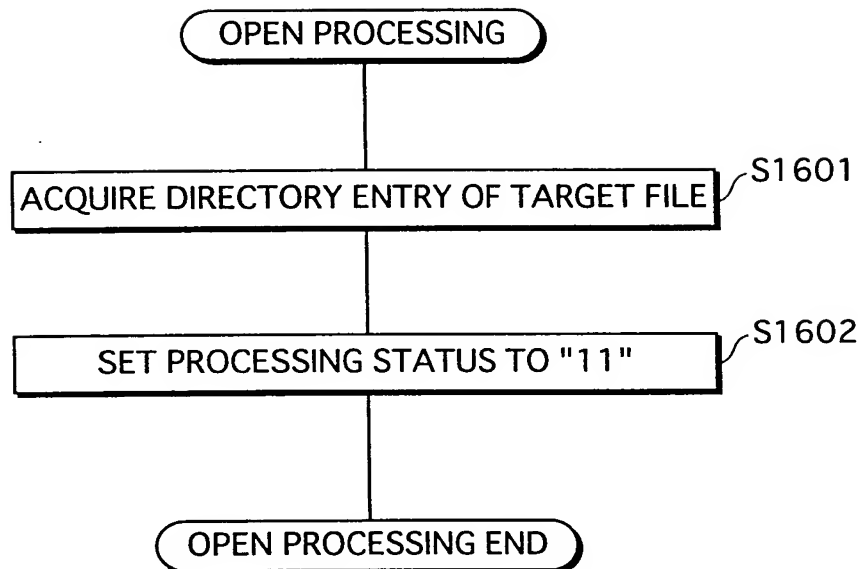 OPEN PROCESSING
S1601
ACQUIRE DIRECTORY ENTRY OF TARGET FILE
S1602
SET PROCESSING STATUS TO "11"
OPEN PROCESSING END